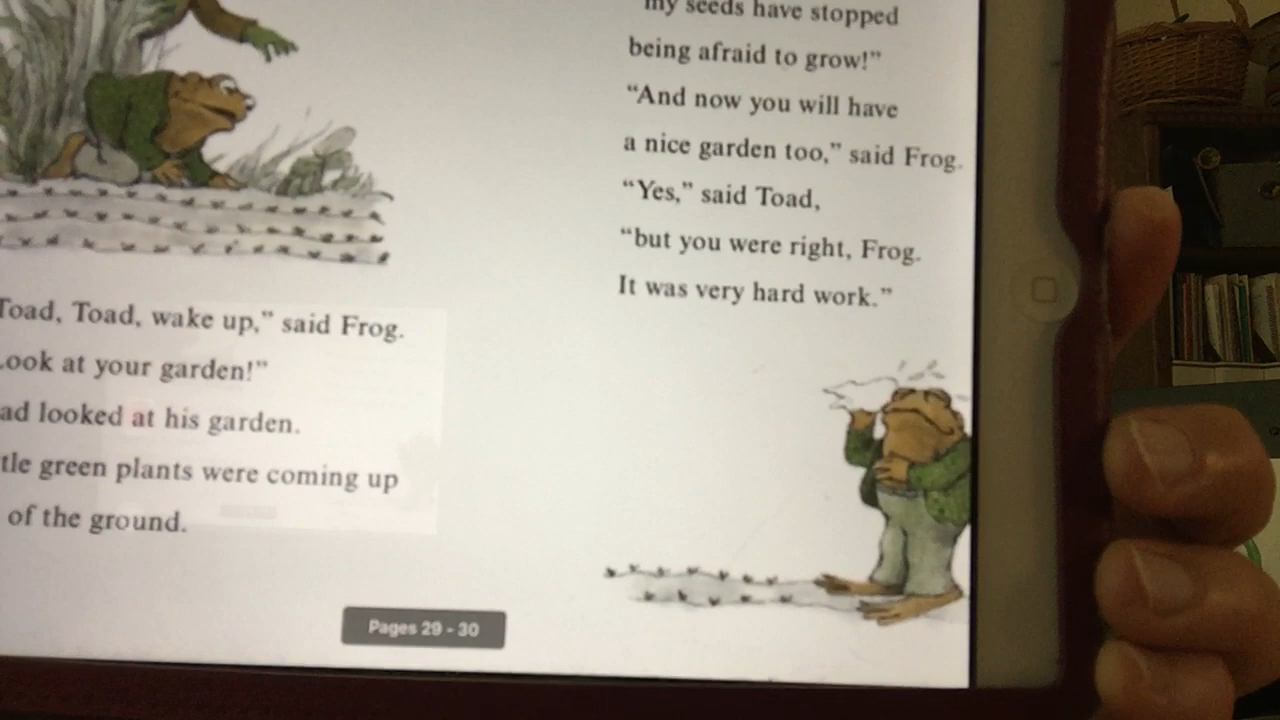 Toad, Toad, wake up,” said Frog.
Look at your garden!”
ad looked at his garden.
tle green plants were coming up
of the ground.
my seeds have stopped
being afraid to grow!”
“And now you will have
a nice garden too,” said Frog.
“Yes,” said Toad,
“but you were right, Frog.
It was very hard work.”
Pages 29 - 30